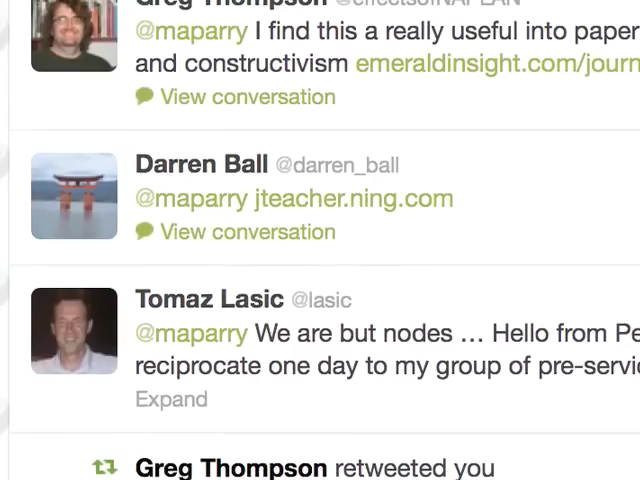 Greg Thompson @effectsofNAPLAN
@maparry I find this a really useful into paper
and constructivism emeraldinsight.com/journ
View conversation
Darren Ball @darren_ball
@maparry jteacher.ning.com
View conversation
Tomaz Lasic @lasic
@maparry We are but nodes … Hello from Pe
reciprocate one day to my group of pre-servic
Expand
Greg Thompson retweeted you